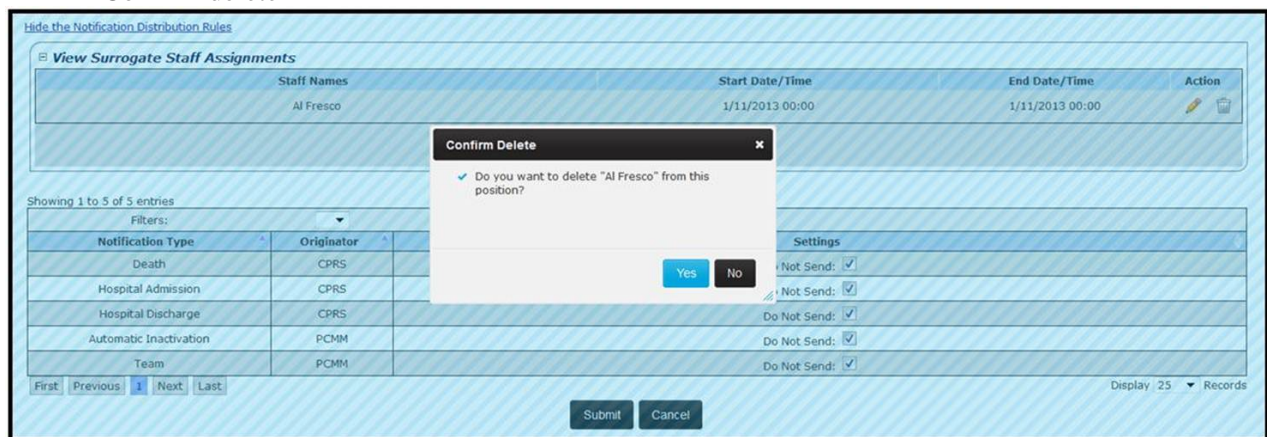 Hide the Notification Distribution Rules
View Surrogate Staff Assignments
Staff Names Start Date/Time End Date/Time Action
Al Fresco 1/11/2013 00:00 1/11/2013 00:00
Confirm Delete
Do you want to delete "Al Fresco" from this
position?
Yes No
Showing 1 to 5 of 5 entries
Filters:
Notification Type Originator Settings
Death CPRS Not Send:
Hospital Admission CPRS Not Send:
Hospital Discharge CPRS Do Not Send:
Automatic Inactivation PCMM Do Not Send:
Team PCMM Do Not Send:
First Previous 1 Next Last Display 25 Records
Submit Cancel